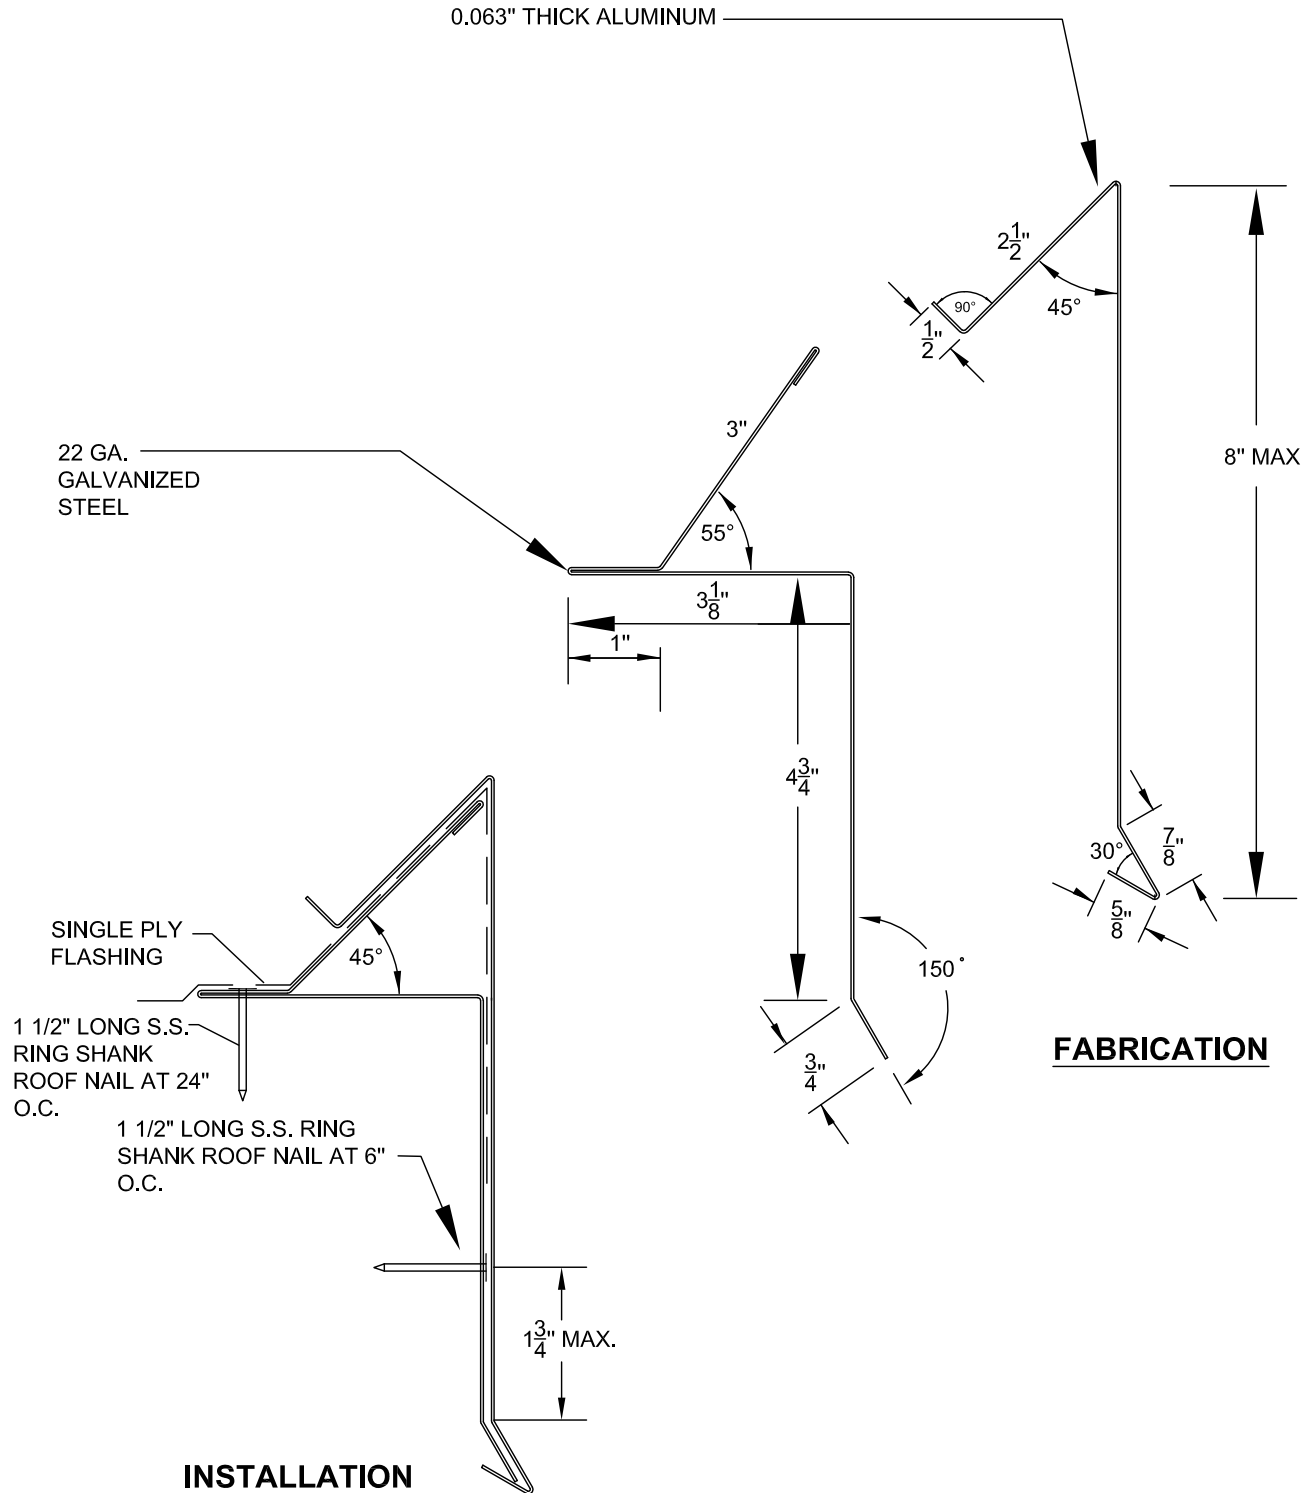 0.063" THICK ALUMINUM
2 1/2"
90°
45°
1/2"
8" MAX
3"
22 GA.
GALVANIZED
STEEL
55°
3 1/8"
1"
4 3/4"
7/8"
30°
5/8"
SINGLE PLY
FLASHING
45°
150°
1 1/2" LONG S.S.
RING SHANK
ROOF NAIL AT 24"
O.C.
3/4"
FABRICATION
1 1/2" LONG S.S. RING
SHANK ROOF NAIL AT 6"
O.C.
1 3/4" MAX.
INSTALLATION